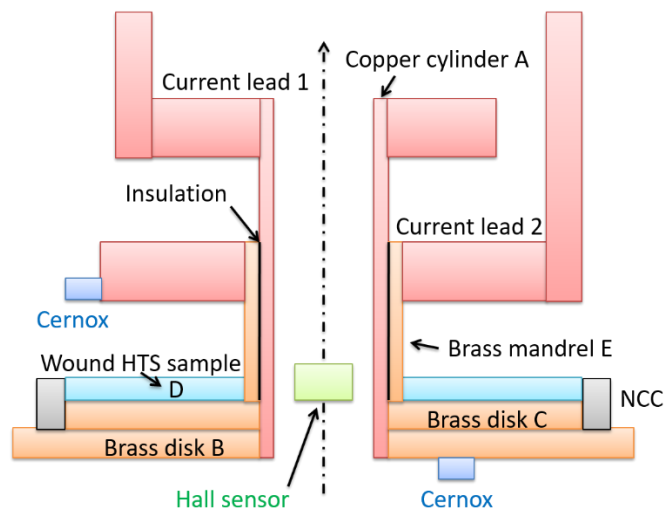 Copper cylinder A
Current lead 1
Insulation
Current lead 2
Cernox
Wound HTS sample
D
Brass mandrel E
NCC
Brass disk C
Brass disk B
Hall sensor
Cernox